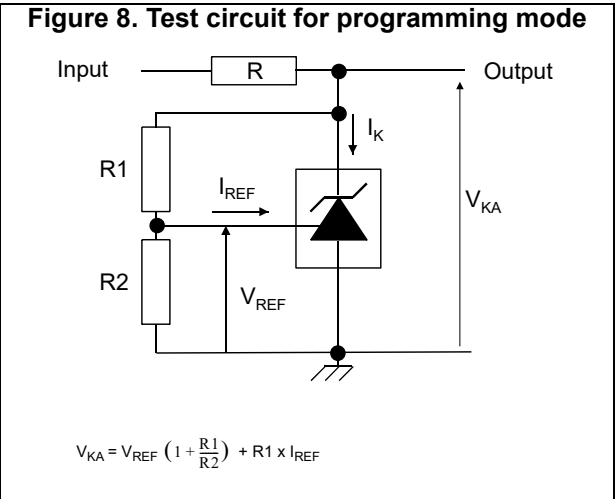 Figure 8. Test circuit for programming mode
Input R Output
I_K
R1
I_REF
V_KA
R2
V_REF
V_KA = V_REF (1 + R1/R2) + R1 x I_REF